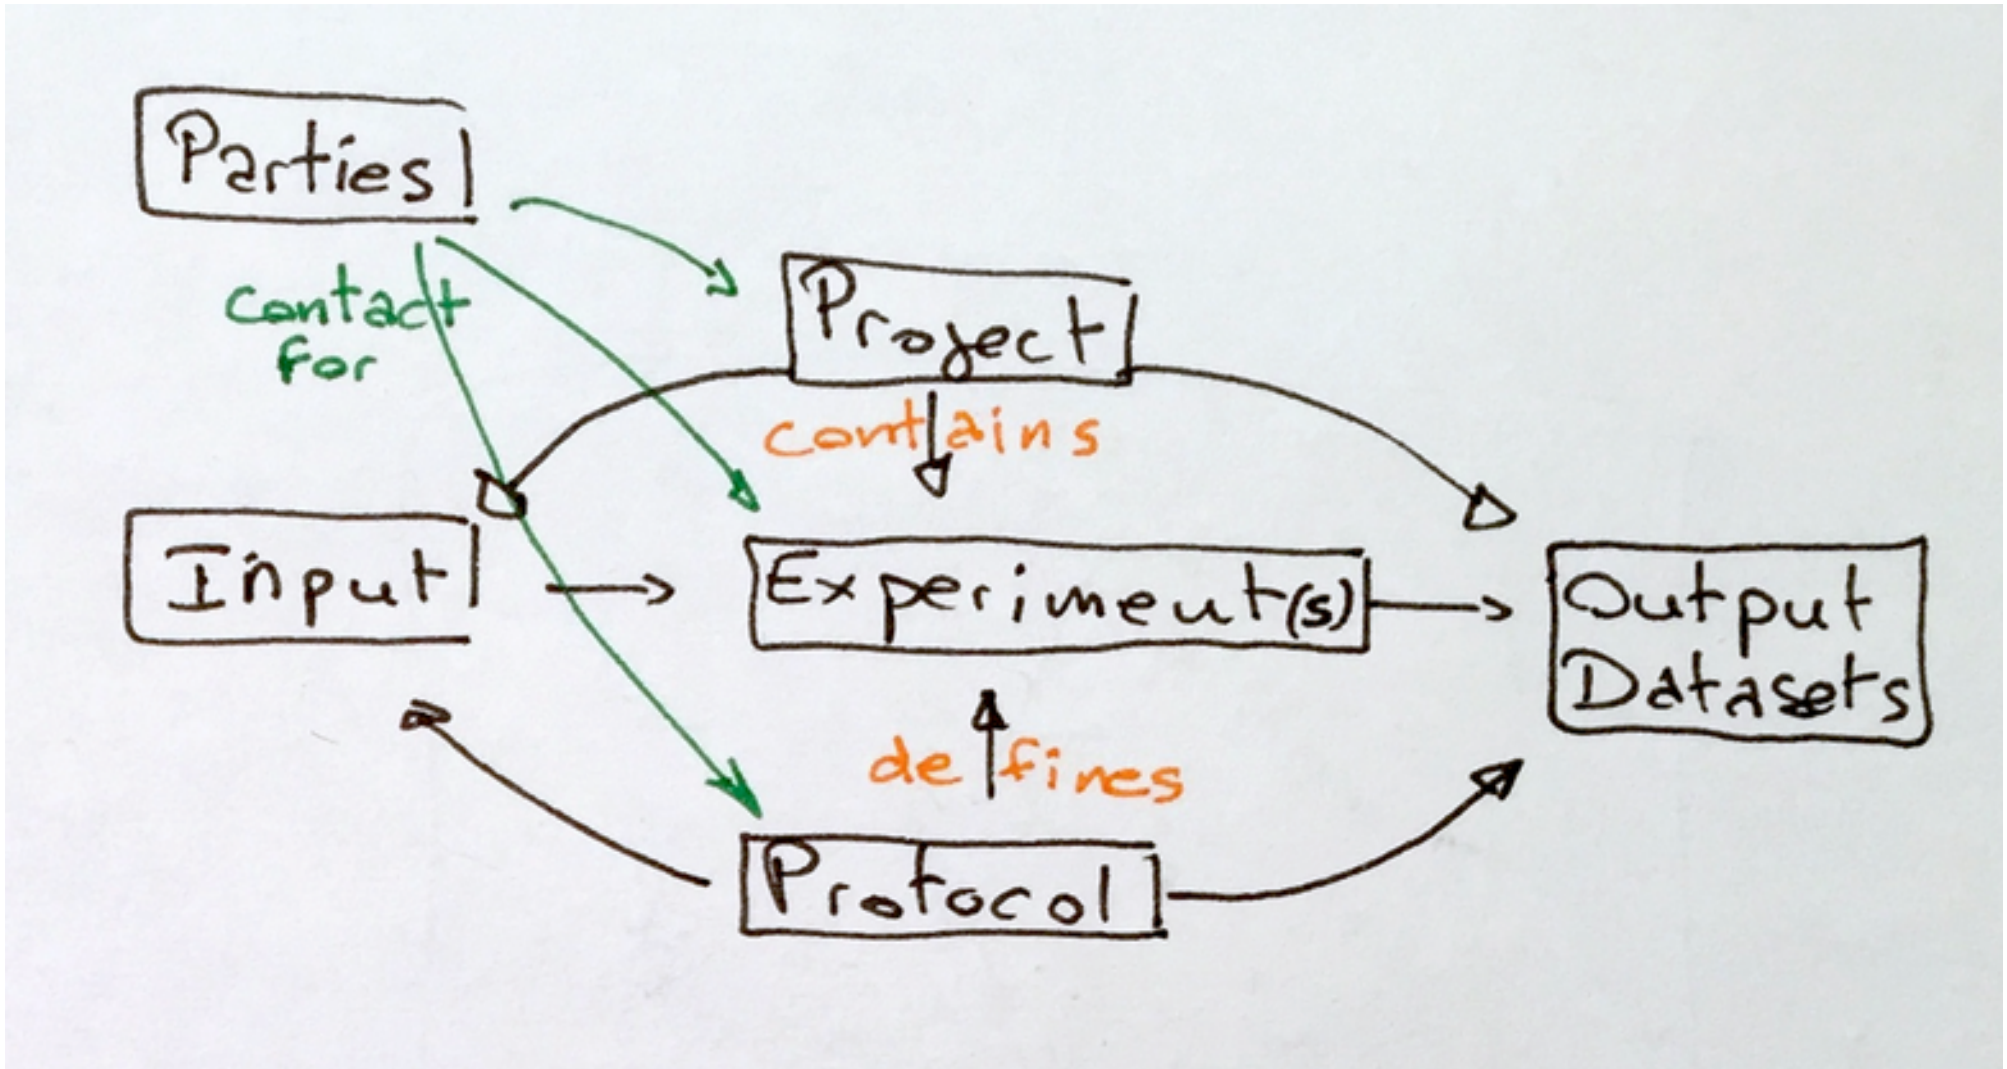 Parties
Contact
for
Project
contains
Input
Experiment(s)
Output
Datasets
defines
Protocol